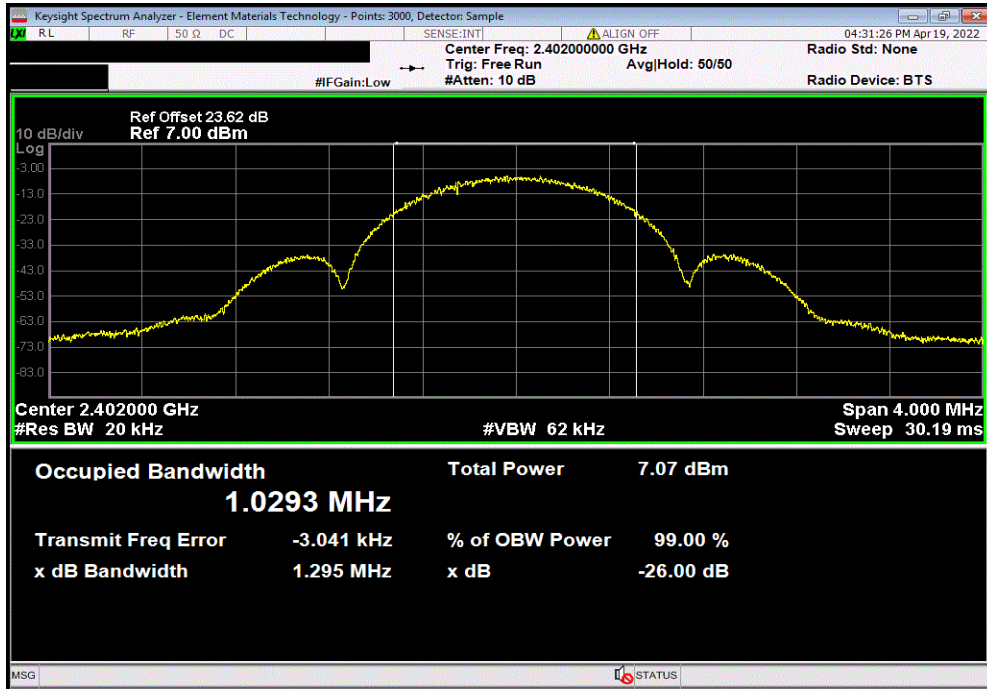 Keysight Spectrum Analyzer - Element Materials Technology - Points: 3000, Detector: Sample
LXI RL RF 50 Ω DC SENSE:INT ALIGN OFF 04:31:26 PM Apr 19, 2022
Center Freq: 2.402000000 GHz Radio Std: None
Trig: Free Run Avg|Hold: 50/50
#IFGain:Low #Atten: 10 dB Radio Device: BTS
Ref Offset 23.62 dB
10 dB/div Ref 7.00 dBm
Log
-3.00
-13.0
-23.0
-33.0
-43.0
-53.0
-63.0
-73.0
-83.0
Center 2.402000 GHz Span 4.000 MHz
#Res BW 20 kHz #VBW 62 kHz Sweep 30.19 ms
Occupied Bandwidth Total Power 7.07 dBm
1.0293 MHz
Transmit Freq Error -3.041 kHz % of OBW Power 99.00 %
x dB Bandwidth 1.295 MHz x dB -26.00 dB
MSG STATUS